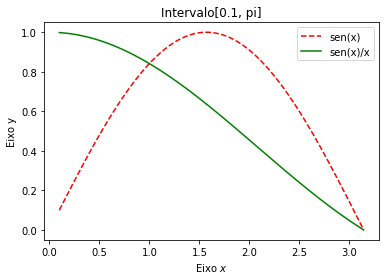 Intervalo[0.1, pi]
sen(x)
sen(x)/x
Eixo y
1.0
0.8
0.6
0.4
0.2
0.0
0.0 0.5 1.0 1.5 2.0 2.5 3.0
Eixo x